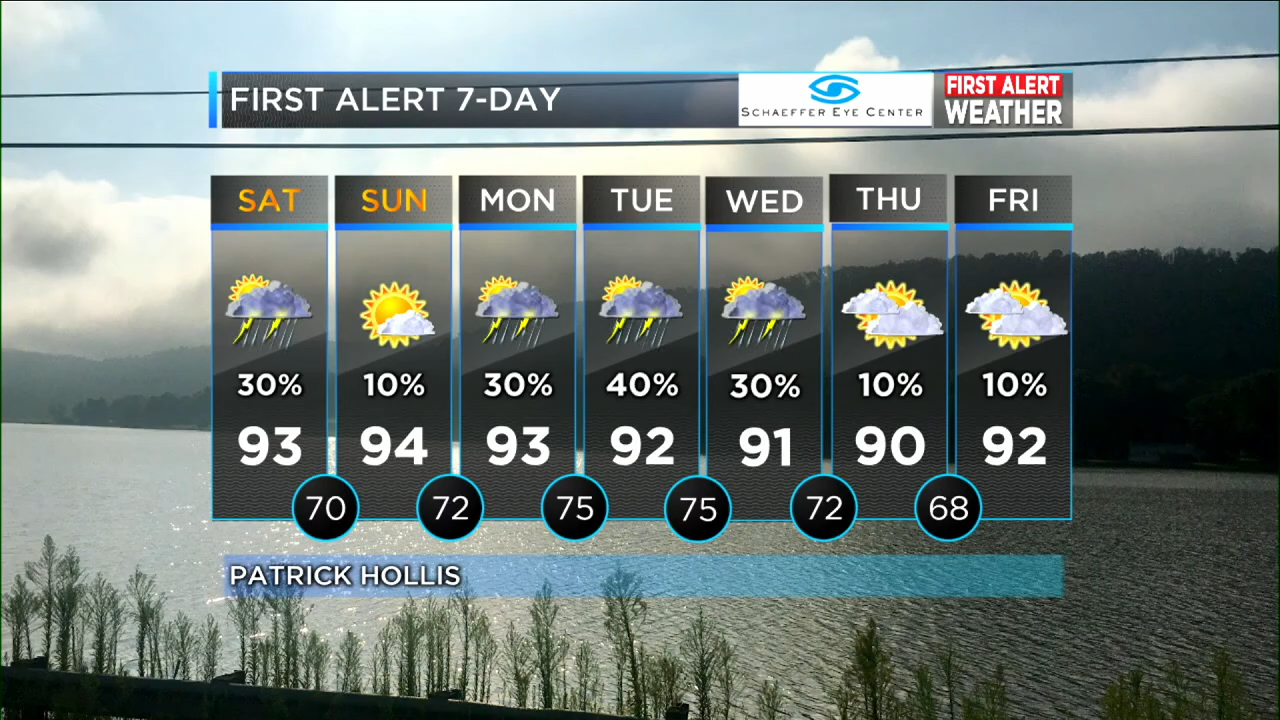 FIRST ALERT 7-DAY
SCHAEFFER EYE CENTER
FIRST ALERT
WEATHER
SAT SUN MON TUE WED THU FRI
30% 10% 30% 40% 30% 10% 10%
93 94 93 92 91 90 92
70 72 75 75 72 68
PATRICK HOLLIS